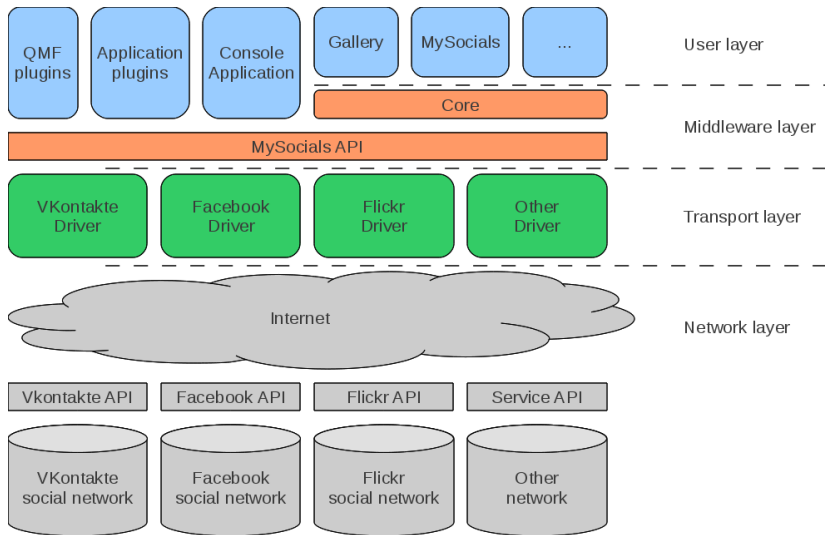 QMF
plugins
Application
plugins
Console
Application
Gallery
MySocials
...
User layer
Core
Middleware layer
MySocials API
VKontakte
Driver
Facebook
Driver
Flickr
Driver
Other
Driver
Transport layer
Internet
Network layer
Vkontakte API
Facebook API
Flickr API
Service API
VKontakte
social network
Facebook
social network
Flickr
social network
Other
network